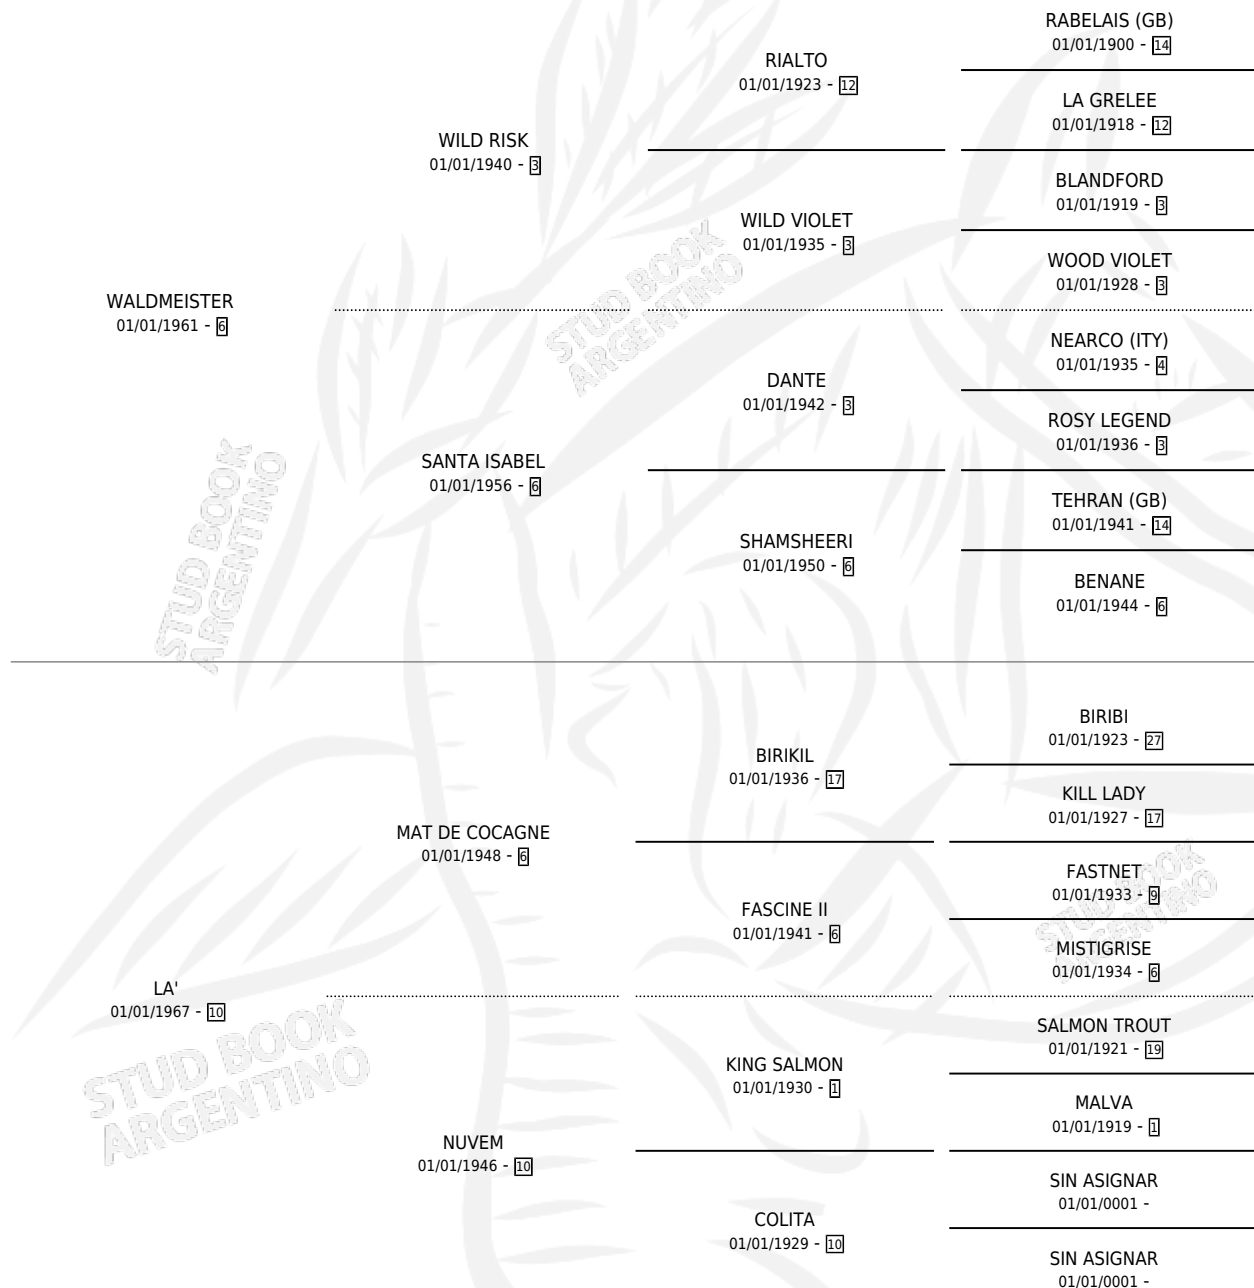 RABELAIS (GB)
01/01/1900 - 14
RIALTO
01/01/1923 - 12
LA GRELEE
01/01/1918 - 12
WILD RISK
01/01/1940 - 3
BLANDFORD
01/01/1919 - 3
WILD VIOLET
01/01/1935 - 3
WOOD VIOLET
01/01/1928 - 3
WALDMEISTER
01/01/1961 - 6
NEARCO (ITY)
01/01/1935 - 4
DANTE
01/01/1942 - 3
ROSY LEGEND
01/01/1936 - 3
SANTA ISABEL
01/01/1956 - 6
TEHRAN (GB)
01/01/1941 - 14
SHAMSHEERI
01/01/1950 - 6
BENANE
01/01/1944 - 6
BIRIBI
01/01/1923 - 27
BIRIKIL
01/01/1936 - 17
KILL LADY
01/01/1927 - 17
MAT DE COCAGNE
01/01/1948 - 6
FASTNET
01/01/1933 - 9
FASCINE II
01/01/1941 - 6
MISTIGRISE
01/01/1934 - 6
LA'
01/01/1967 - 10
SALMON TROUT
01/01/1921 - 19
KING SALMON
01/01/1930 - 1
MALVA
01/01/1919 - 1
NUVEM
01/01/1946 - 10
SIN ASIGNAR
01/01/0001 -
COLITA
01/01/1929 - 10
SIN ASIGNAR
01/01/0001 -
STUD BOOK
ARGENTINO
STUD BOOK
ARGENTINO
STUD BOOK
ARGENTINO
STUD BOOK
ARGENTINO